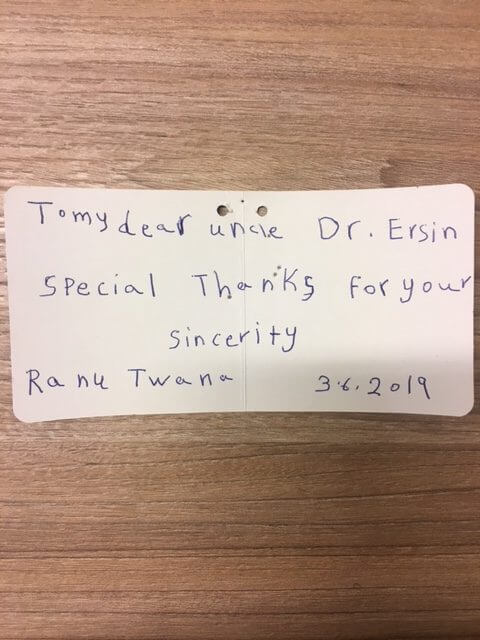 To my dear uncle Dr. Ersin
Special Thanks for your
sincerity
Ranu Twana 3.6.2019